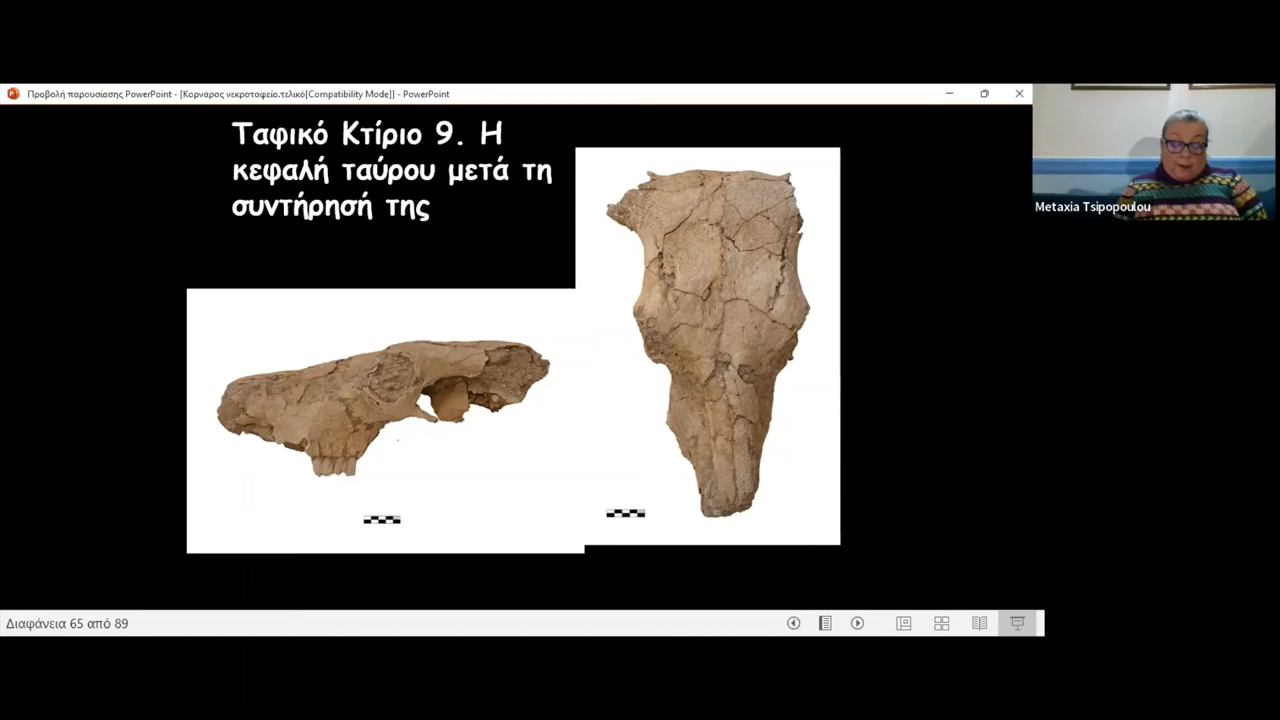 Προβολή παρουσίασης PowerPoint - [Κορνάρος νεκροταφείο.τελικό[Compatibility Mode]] - PowerPoint
Ταφικό Κτίριο 9. Η
κεφαλή ταύρου μετά τη
συντήρησή της
Metaxia Tsipopoulou
Διαφάνεια 65 από 89